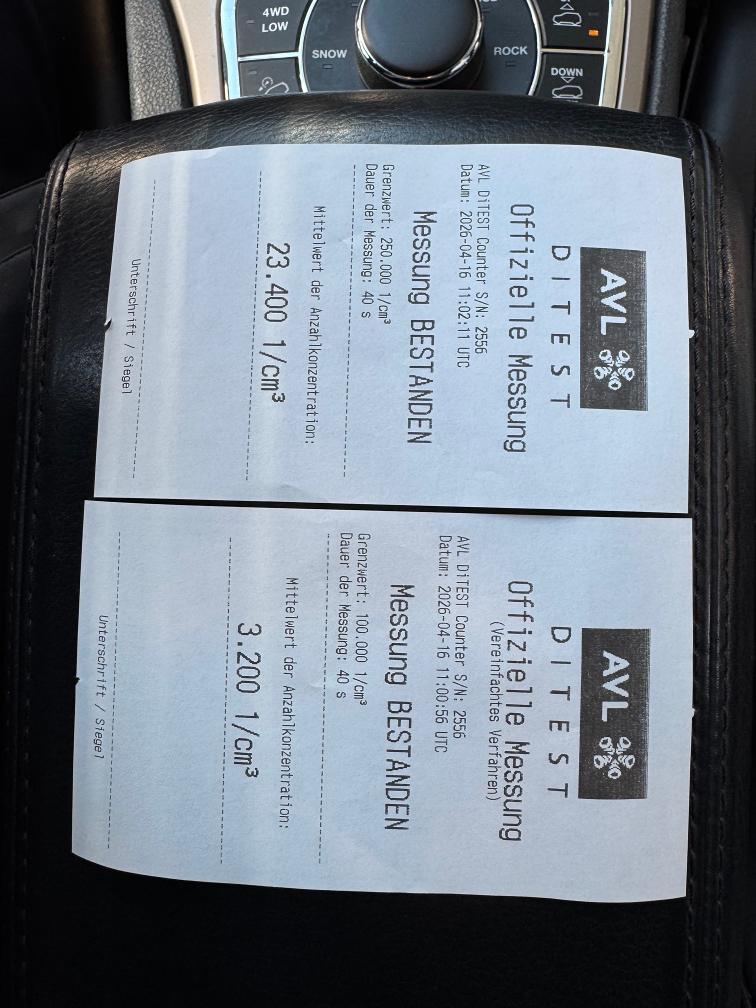 4WD
LOW
SNOW
ROCK
DOWN
AVL
DITEST
Offizielle Messung
AVL DiTEST Counter S/N: 2556
Datum: 2026-04-16 11:02:11 UTC
Messung BESTANDEN
Grenzwert: 250.000 1/cm³
Dauer der Messung: 40 s
Mittelwert der Anzahlkonzentration:
23.400 1/cm³
Unterschrift / Siegel
AVL
DITEST
Offizielle Messung
(Vereinfachtes Verfahren)
AVL DiTEST Counter S/N: 2556
Datum: 2026-04-16 11:00:56 UTC
Messung BESTANDEN
Grenzwert: 100.000 1/cm³
Dauer der Messung: 40 s
Mittelwert der Anzahlkonzentration:
3.200 1/cm³
Unterschrift / Siegel